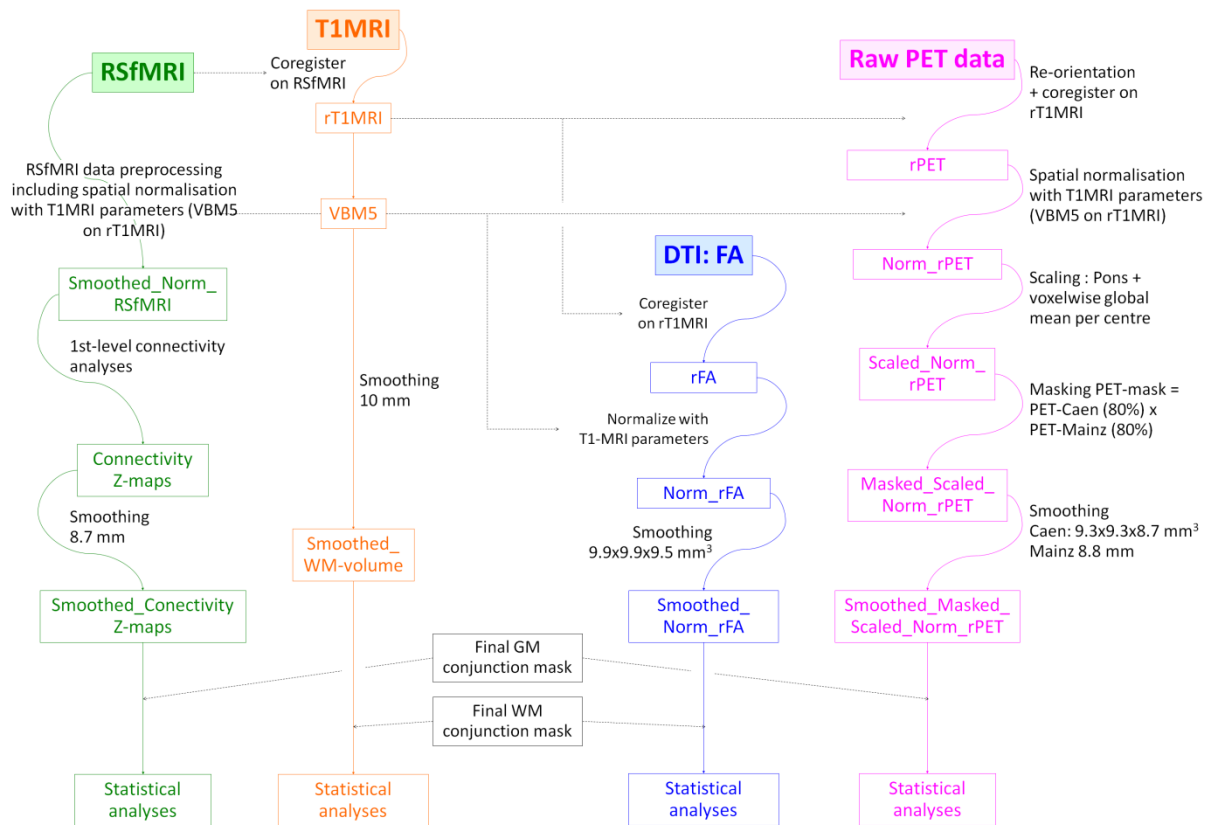 T1MRI
RSfMRI
Coregister
on RSfMRI
Raw PET data
Re-orientation
+ coregister on
rT1MRI
rT1MRI
rPET
RSfMRI data preprocessing
including spatial normalisation
with T1MRI parameters (VBM5
on rT1MRI)
VBM5
Spatial normalisation
with T1MRI parameters
(VBM5 on rT1MRI)
DTI: FA
Norm_rPET
Smoothed_Norm_
RSfMRI
Coregister
on rT1MRI
Scaling : Pons +
voxelwise global
mean per centre
1st-level connectivity
analyses
Smoothing
10 mm
rFA
Scaled_Norm_
rPET
Normalize with
T1-MRI parameters
Masking PET-mask =
PET-Caen (80%) x
PET-Mainz (80%)
Connectivity
Z-maps
Norm_rFA
Masked_Scaled_
Norm_rPET
Smoothing
8.7 mm
Smoothed_
WM-volume
Smoothing
9.9x9.9x9.5 mm³
Smoothing
Caen: 9.3x9.3x8.7 mm³
Mainz 8.8 mm
Smoothed_Conectivity
Z-maps
Smoothed_
Norm_rFA
Smoothed_Masked_
Scaled_Norm_rPET
Final GM
conjunction mask
Final WM
conjunction mask
Statistical
analyses
Statistical
analyses
Statistical
analyses
Statistical
analyses